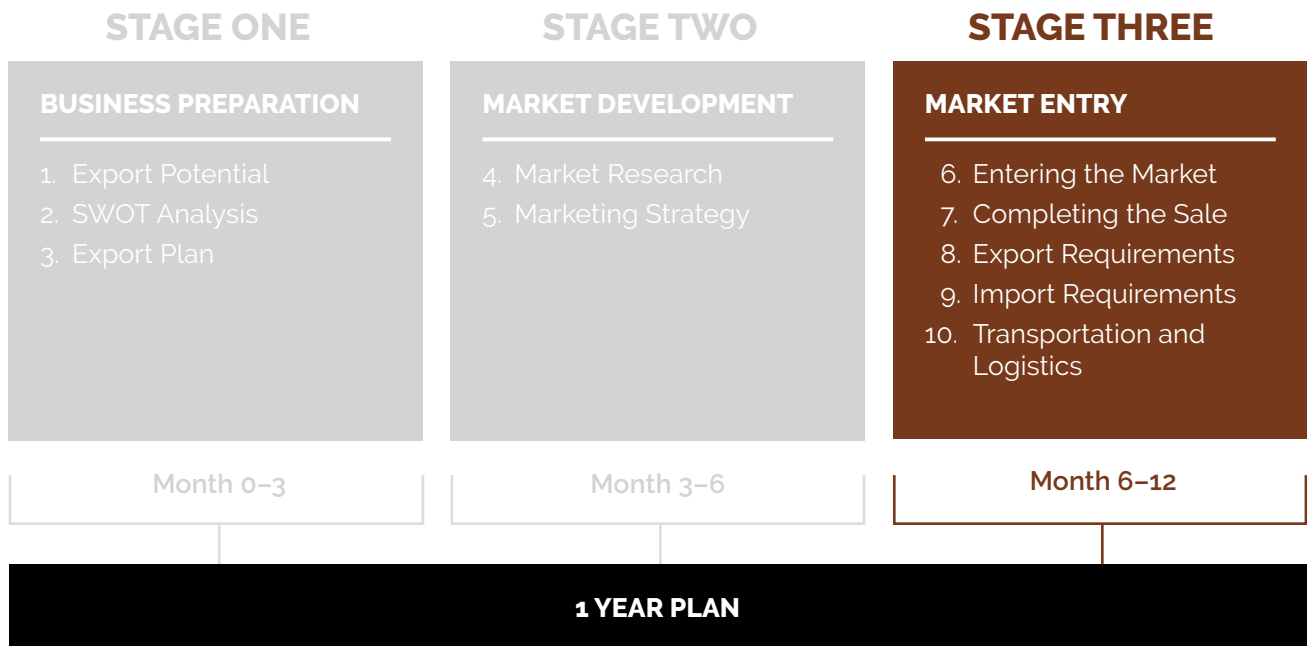 STAGE ONE
BUSINESS PREPARATION
1. Export Potential
2. SWOT Analysis
3. Export Plan
Month 0–3
STAGE TWO
MARKET DEVELOPMENT
4. Market Research
5. Marketing Strategy
Month 3–6
STAGE THREE
MARKET ENTRY
6. Entering the Market
7. Completing the Sale
8. Export Requirements
9. Import Requirements
10. Transportation and
Logistics
Month 6–12
1 YEAR PLAN